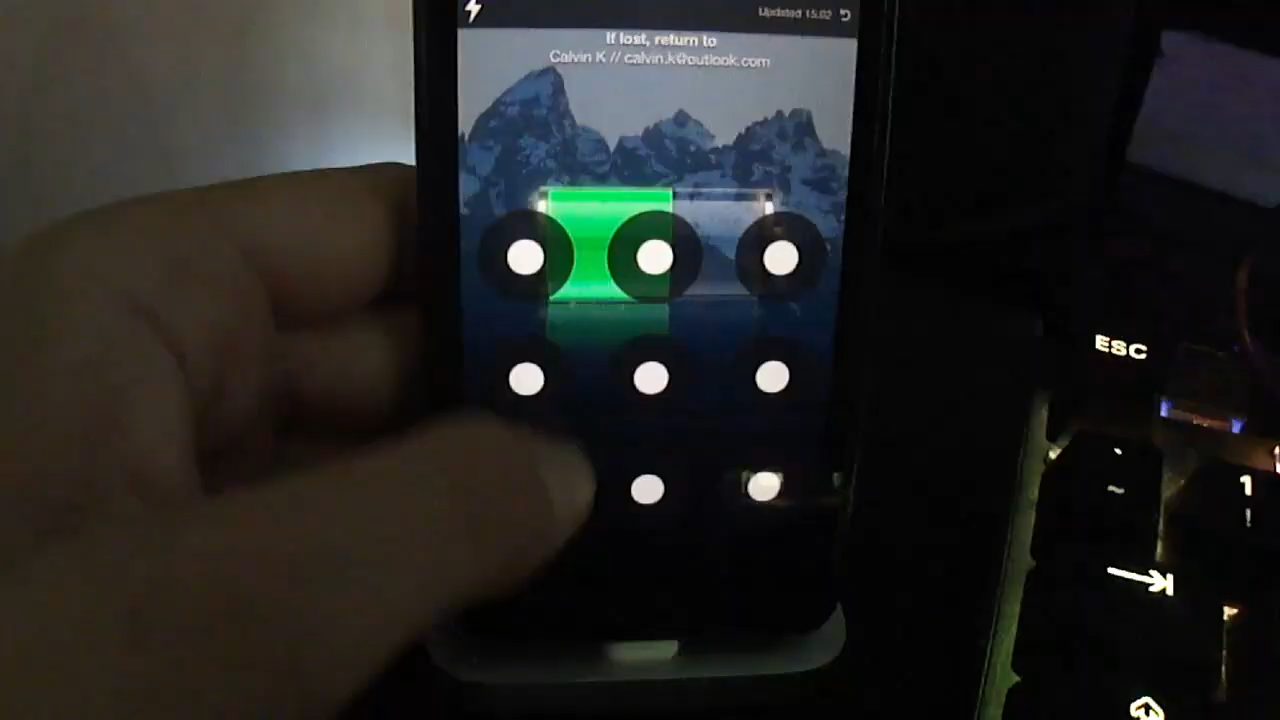 Updated 15:02
If lost, return to
Calvin K // calvin.k@outlook.com
ESC
~
1
!